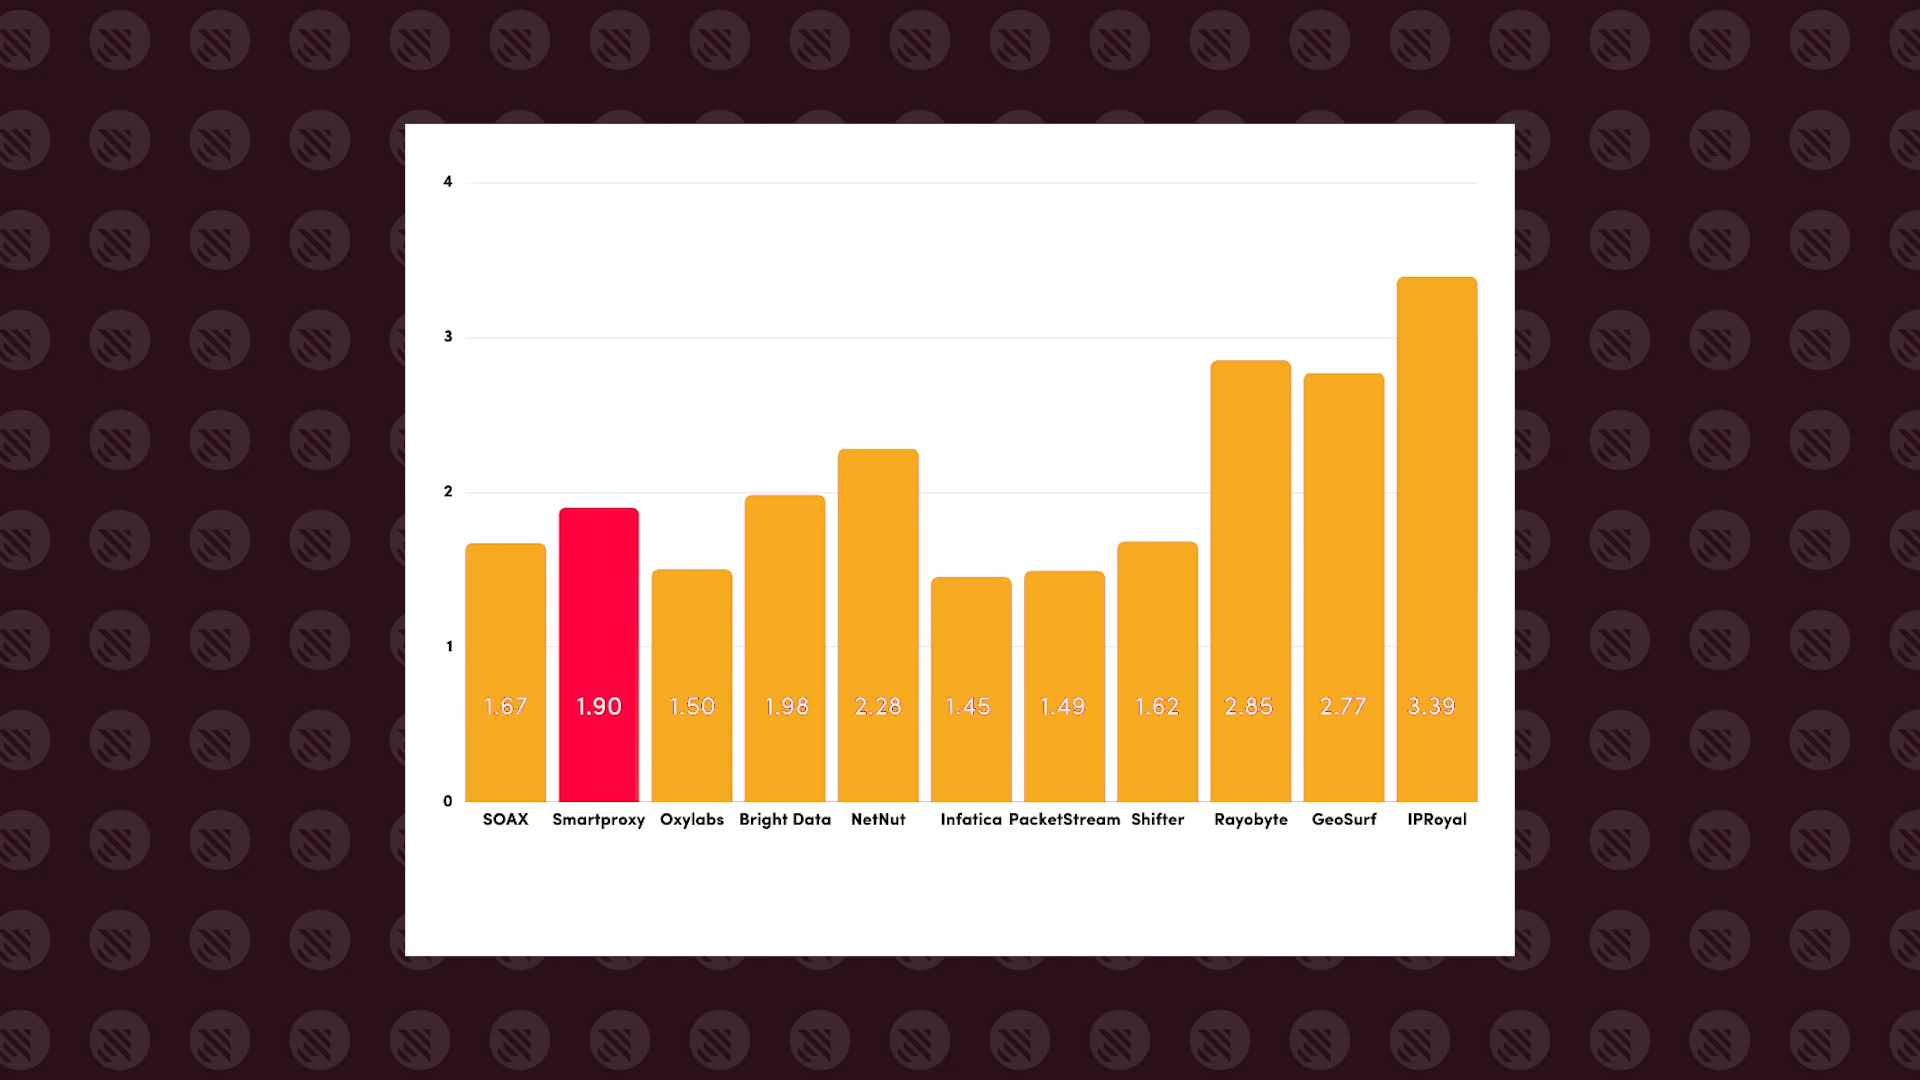 4
3
2
1
0
1.67 1.90 1.50 1.98 2.28 1.45 1.49 1.62 2.85 2.77 3.39
SOAX Smartproxy Oxylabs Bright Data NetNut Infatica PacketStream Shifter Rayobyte GeoSurf IPRoyal